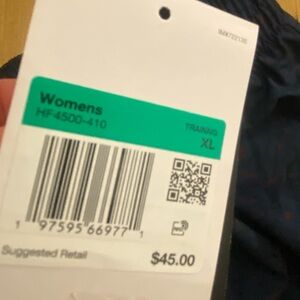 Womens
HF4500-410
TRAINING
XL
1 97595 66977 1
Suggested Retail
$45.00